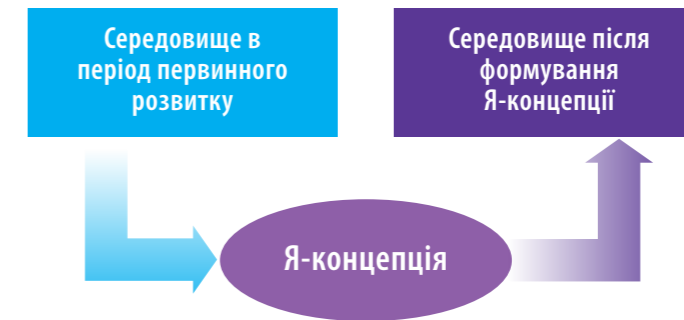 Середовище в
період первинного
розвитку
Середовище після
формування
Я-концепції
Я-концепція